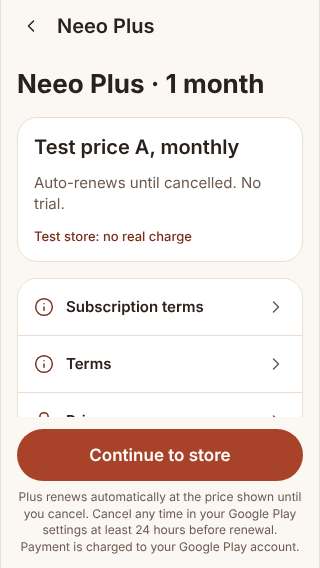 Neeo Plus
Neeo Plus · 1 month
Test price A, monthly
Auto-renews until cancelled. No
trial.
Test store: no real charge
Subscription terms
Terms
Continue to store
Plus renews automatically at the price shown until
you cancel. Cancel any time in your Google Play
settings at least 24 hours before renewal.
Payment is charged to your Google Play account.